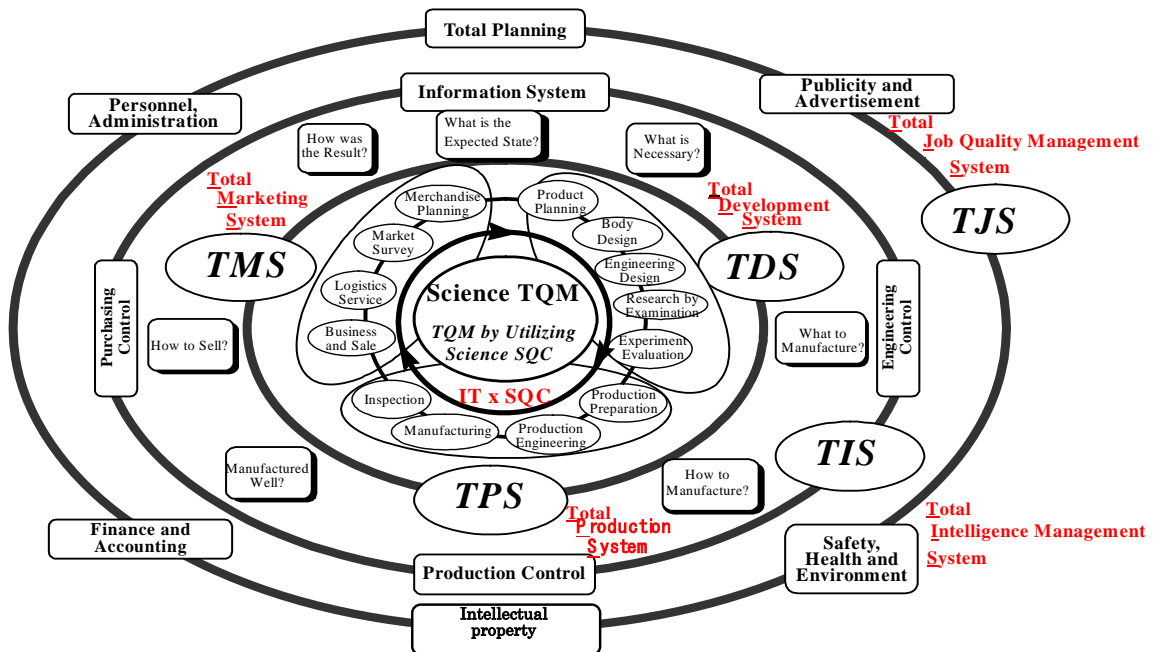 Total Planning
Personnel,
Administration
Information System
Publicity and
Advertisement
Total
Job Quality Management
System
TJS
How was
the Result?
What is the
Expected State?
What is
Necessary?
Total
Marketing
System
TMS
Total
Development
System
TDS
Merchandise
Planning
Product
Planning
Market
Survey
Body
Design
Logistics
Service
Engineering
Design
Business
and Sale
Research by
Examination
Experiment
Evaluation
Science TQM
TQM by Utilizing
Science SQC
IT x SQC
Inspection
Manufacturing
Production
Engineering
Production
Preparation
Purchasing
Control
How to Sell?
What to
Manufacture?
Engineering
Control
Manufactured
Well?
TPS
Total
Production
System
How to
Manufacture?
TIS
Total
Intelligence Management
System
Finance and
Accounting
Production Control
Safety,
Health and
Environment
Intellectual
property